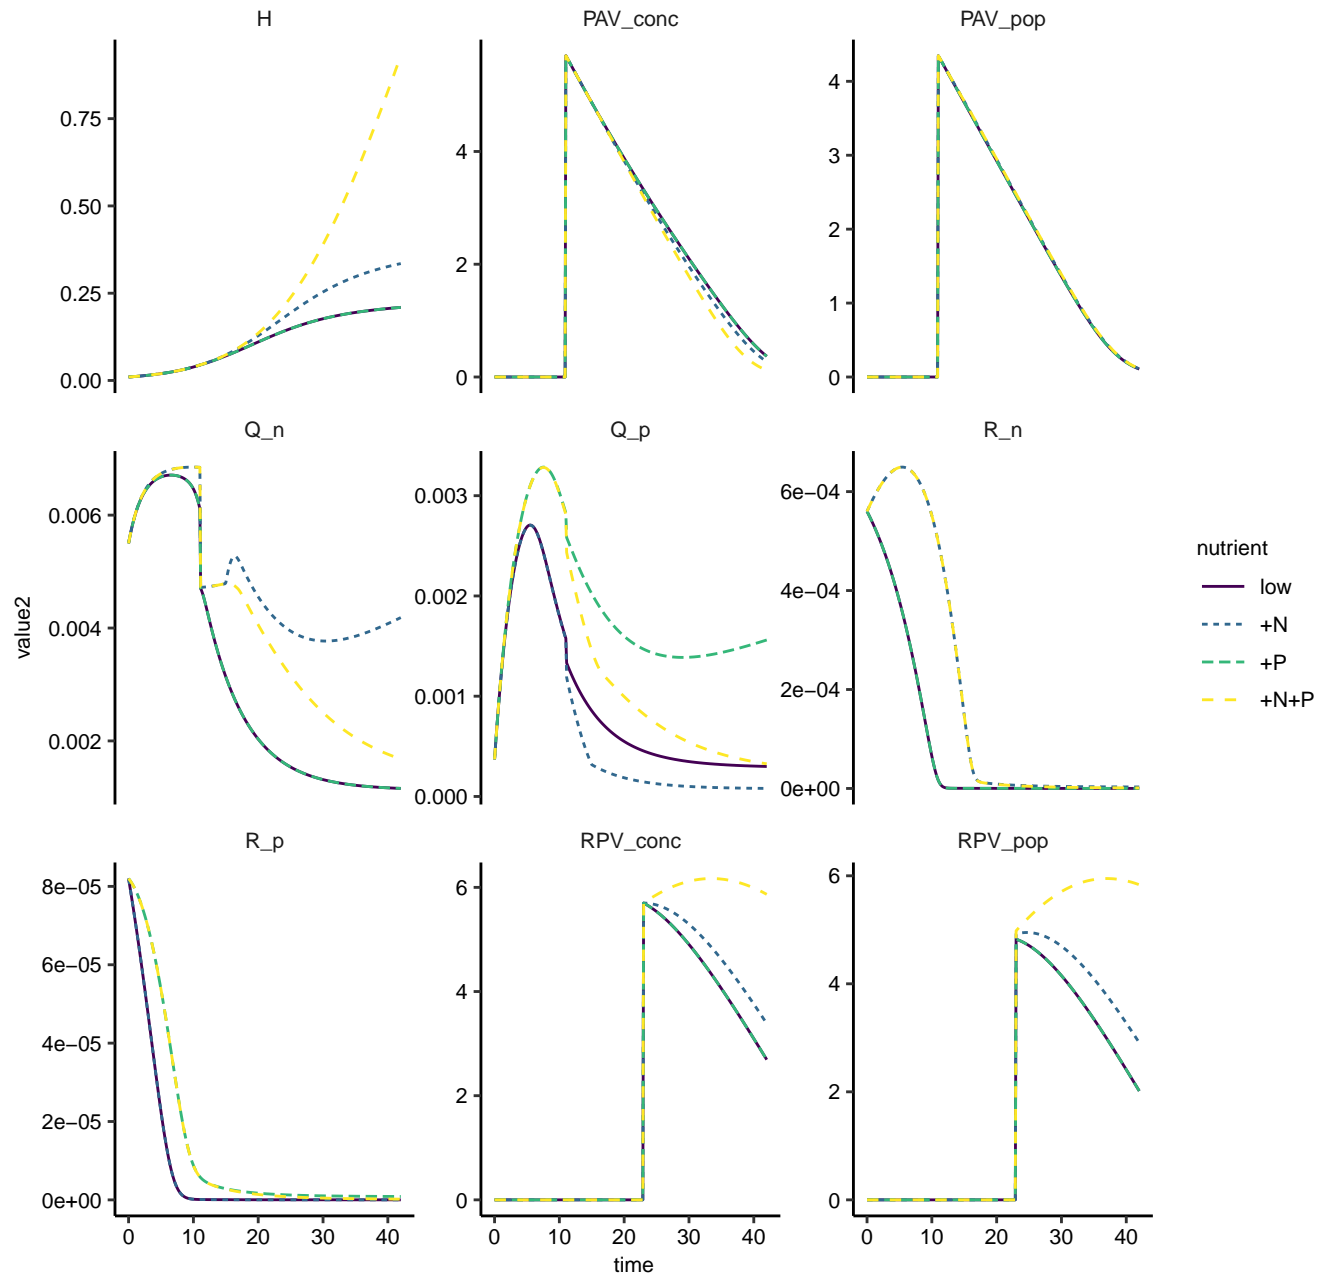 H
PAV_conc
PAV_pop
0.75
0.50
0.25
0.00
4
2
0
4
3
2
1
0
Q_n
Q_p
R_n
0.006
0.004
0.002
0.003
0.002
0.001
0.000
6e−04
4e−04
2e−04
0e+00
R_p
RPV_conc
RPV_pop
8e−05
6e−05
4e−05
2e−05
0e+00
6
4
2
0
6
4
2
0
0 10 20 30 40
0 10 20 30 40
0 10 20 30 40
time
value2
nutrient
low
+N
+P
+N+P